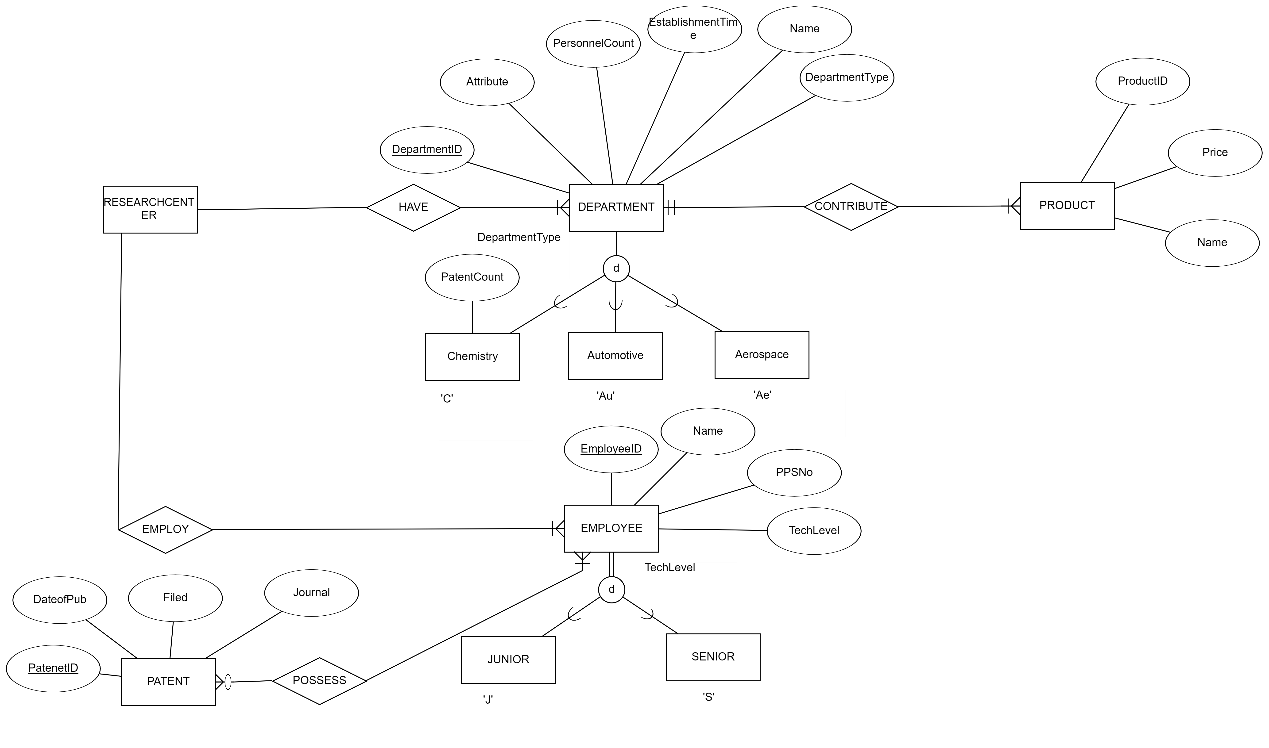 EstablishmentTim
e
Name
PersonnelCount
DepartmentType
Attribute
ProductID
DepartmentID
Price
RESEARCHCENT
ER
HAVE
DEPARTMENT
CONTRIBUTE
PRODUCT
DepartmentType
Name
d
PatentCount
Chemistry
Automotive
Aerospace
'C'
'Au'
'Ae'
Name
EmployeeID
PPSNo
EMPLOY
EMPLOYEE
TechLevel
TechLevel
d
DateofPub
Filed
Journal
PatenetID
PATENT
POSSESS
JUNIOR
SENIOR
'J'
'S'